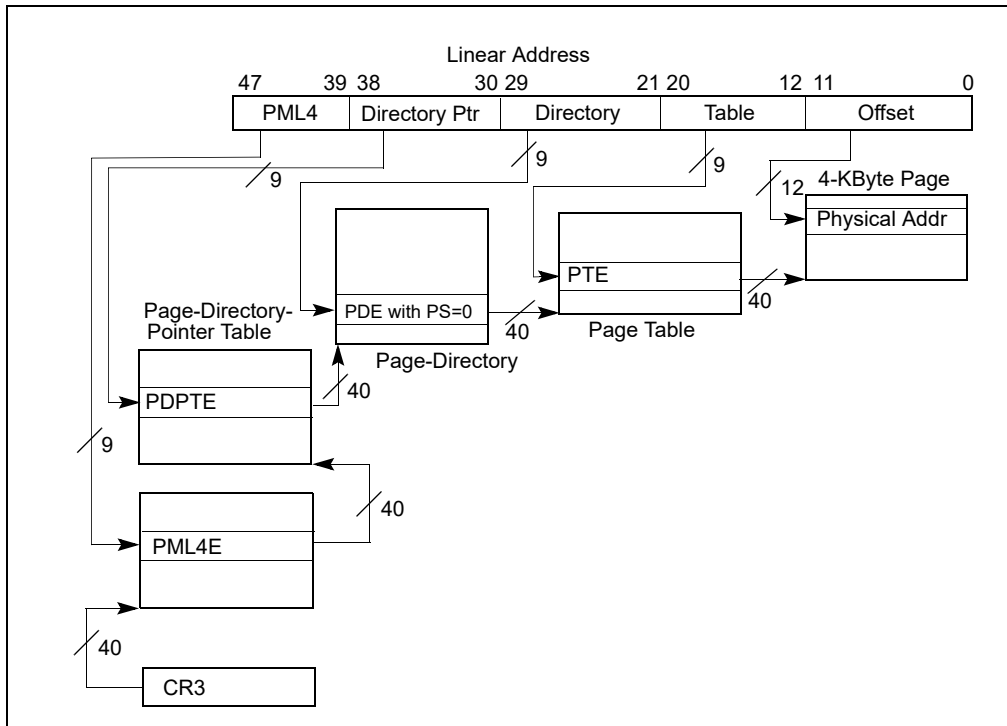 Linear Address
47 39 38 30 29 21 20 12 11 0
PML4 Directory Ptr Directory Table Offset
9 9 9
12 4-KByte Page
Physical Addr
PTE
40
PDE with PS=0
40
Page Table
Page-Directory-
Pointer Table
Page-Directory
40
PDPTE
9
40
PML4E
40
CR3